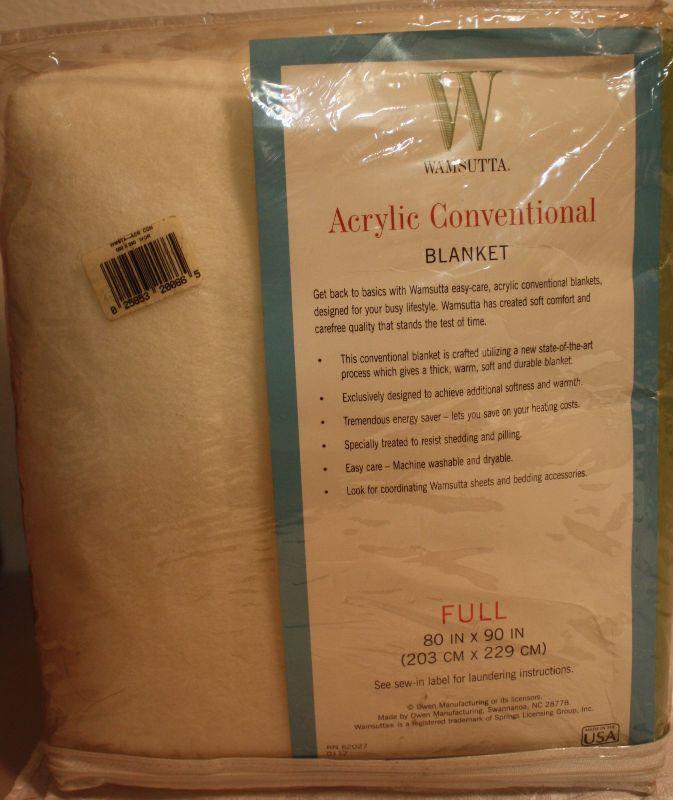 W
WAMSUTTA®
Acrylic Conventional
BLANKET
Get back to basics with Wamsutta easy-care, acrylic conventional blankets,
designed for your busy lifestyle. Wamsutta has created soft comfort and
carefree quality that stands the test of time.
• This conventional blanket is crafted utilizing a new state-of-the-art
process which gives a thick, warm, soft and durable blanket.
• Exclusively designed to achieve additional softness and warmth.
• Tremendous energy saver – lets you save on your heating costs.
• Specially treated to resist shedding and pilling.
• Easy care – Machine washable and dryable.
• Look for coordinating Wamsutta sheets and bedding accessories.
FULL
80 IN X 90 IN
(203 CM X 229 CM)
See sew-in label for laundering instructions.
© Owen Manufacturing or its licensors.
Made by Owen Manufacturing, Swannanoa, NC 28778.
Wamsutta® is a registered trademark of Springs Licensing Group, Inc.
RN 62027
0117
MADE IN THE
USA